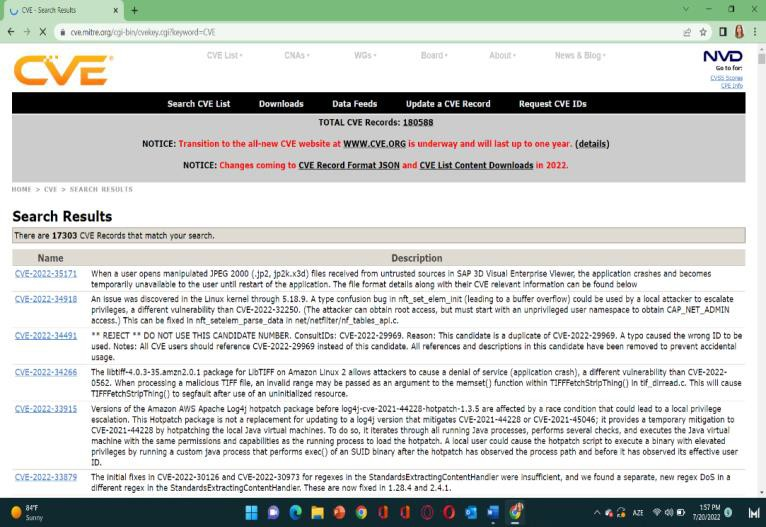 CVE - Search Results
cve.mitre.org/cgi-bin/cvekey.cgi?keyword=CVE
CVE
CVE List
CNAs
WGs
Board
About
News & Blog
NVD
Go to for:
CVSS Scores
CPE Info
Search CVE List
Downloads
Data Feeds
Update a CVE Record
Request CVE IDs
TOTAL CVE Records: 180588
NOTICE: Transition to the all-new CVE website at WWW.CVE.ORG is underway and will last up to one year. (details)
NOTICE: Changes coming to CVE Record Format JSON and CVE List Content Downloads in 2022.
HOME > CVE > SEARCH RESULTS
Search Results
There are 17303 CVE Records that match your search.
Name Description
CVE-2022-35171 When a user opens manipulated JPEG 2000 (.jp2, jp2k.x3d) files received from untrusted sources in SAP 3D Visual Enterprise Viewer, the application crashes and becomes
temporarily unavailable to the user until restart of the application. The file format details along with their CVE relevant information can be found below
CVE-2022-34918 An issue was discovered in the Linux kernel through 5.18.9. A type confusion bug in nft_set_elem_init (leading to a buffer overflow) could be used by a local attacker to escalate
privileges, a different vulnerability than CVE-2022-32250. (The attacker can obtain root access, but must start with an unprivileged user namespace to obtain CAP_NET_ADMIN
access.) This can be fixed in nft_setelem_parse_data in net/netfilter/nf_tables_api.c.
CVE-2022-34491 ** REJECT ** DO NOT USE THIS CANDIDATE NUMBER. ConsultIDs: CVE-2022-29969. Reason: This candidate is a duplicate of CVE-2022-29969. A typo caused the wrong ID to be
used. Notes: All CVE users should reference CVE-2022-29969 instead of this candidate. All references and descriptions in this candidate have been removed to prevent accidental
usage.
CVE-2022-34266 The libtiff-4.0.3-35.amzn2.0.1 package for LibTIFF on Amazon Linux 2 allows attackers to cause a denial of service (application crash), a different vulnerability than CVE-2022-
0562. When processing a malicious TIFF file, an invalid range may be passed as an argument to the memset() function within TIFFFetchStripThing() in tif_dirread.c. This will cause
TIFFFetchStripThing() to segfault after use of an uninitialized resource.
CVE-2022-33915 Versions of the Amazon AWS Apache Log4j hotpatch package before log4j-cve-2021-44228-hotpatch-1.3.5 are affected by a race condition that could lead to a local privilege
escalation. This Hotpatch package is not a replacement for updating to a log4j version that mitigates CVE-2021-44228 or CVE-2021-45046; it provides a temporary mitigation to
CVE-2021-44228 by hotpatching the local Java virtual machines. To do so, it iterates through all running Java processes, performs several checks, and executes the Java virtual
machine with the same permissions and capabilities as the running process to load the hotpatch. A local user could cause the hotpatch script to execute a binary with elevated
privileges by running a custom java process that performs exec() of an SUID binary after the hotpatch has observed the process path and before it has observed its effective user
ID.
CVE-2022-33879 The initial fixes in CVE-2022-30126 and CVE-2022-30973 for regexes in the StandardsExtractingContentHandler were insufficient, and we found a separate, new regex DoS in a
different regex in the StandardsExtractingContentHandler. These are now fixed in 1.28.4 and 2.4.1.
84°F
Sunny
AZE
1:57 PM
7/20/2022